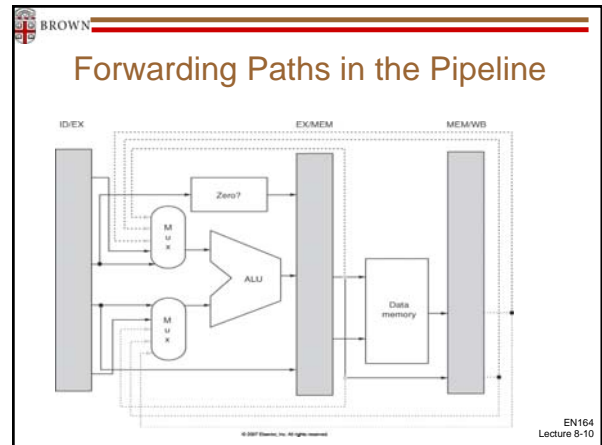 BROWN
Forwarding Paths in the Pipeline
ID/EX
EX/MEM
MEM/WB
Zero?
M
u
x
ALU
M
u
x
Data
memory
© 2007 Elsevier, Inc. All rights reserved.
EN164
Lecture 8-10